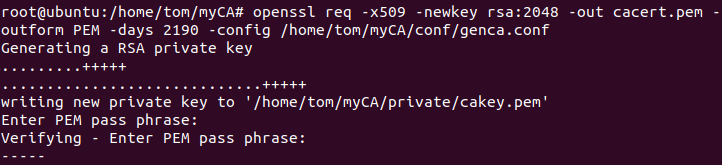 root@ubuntu:/home/tom/myCA# openssl req -x509 -newkey rsa:2048 -out cacert.pem -
outform PEM -days 2190 -config /home/tom/myCA/conf/genca.conf
Generating a RSA private key
.........+++++
.............................+++++
writing new private key to '/home/tom/myCA/private/cakey.pem'
Enter PEM pass phrase:
Verifying - Enter PEM pass phrase:
-----